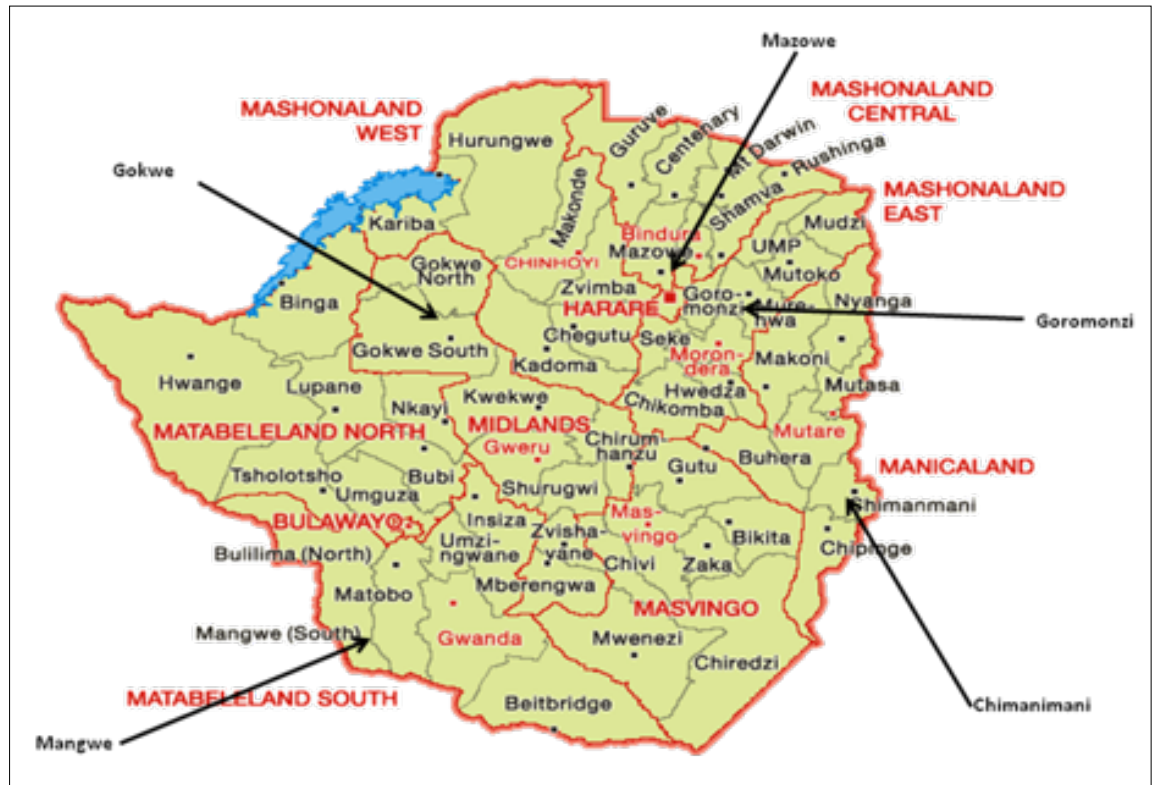 Mazowe
MASHONALAND
WEST
MASHONALAND
CENTRAL
Hurungwe
Guruve
Centenary
Mt Darwin
Rushinga
Gokwe
MASHONALAND
EAST
Makonde
Shamva
Mudzi
Kariba
Bindura
Mazowe
UMP
Gokwe
North
CHINHOYI
Mutoko
Binga
Zvimba
HARARE
Goro-
monzi
Mure-
hwa
Nyanga
Goromonzi
Gokwe South
Chegutu
Seke
Moron-
dera
Makoni
Kadoma
Hwange
Lupane
Hwedza
Mutasa
Nkayi
Kwekwe
Chikomba
MATABELELAND NORTH
MIDLANDS
Gweru
Chirum-
hanzu
Mutare
Gutu
Buhera
MANICALAND
Tsholotsho
Bubi
Umguza
Shurugwi
Shimanmani
BULAWAYO
Insiza
Zvisha-
vane
Mas-
vingo
Bikita
Umzi-
ngwane
Chivi
Zaka
Chipinge
Bulilima (North)
Mberengwa
Matobo
MASVINGO
Mangwe (South)
Gwanda
Mwenezi
Chiredzi
MATABELELAND SOUTH
Beitbridge
Chimanimani
Mangwe